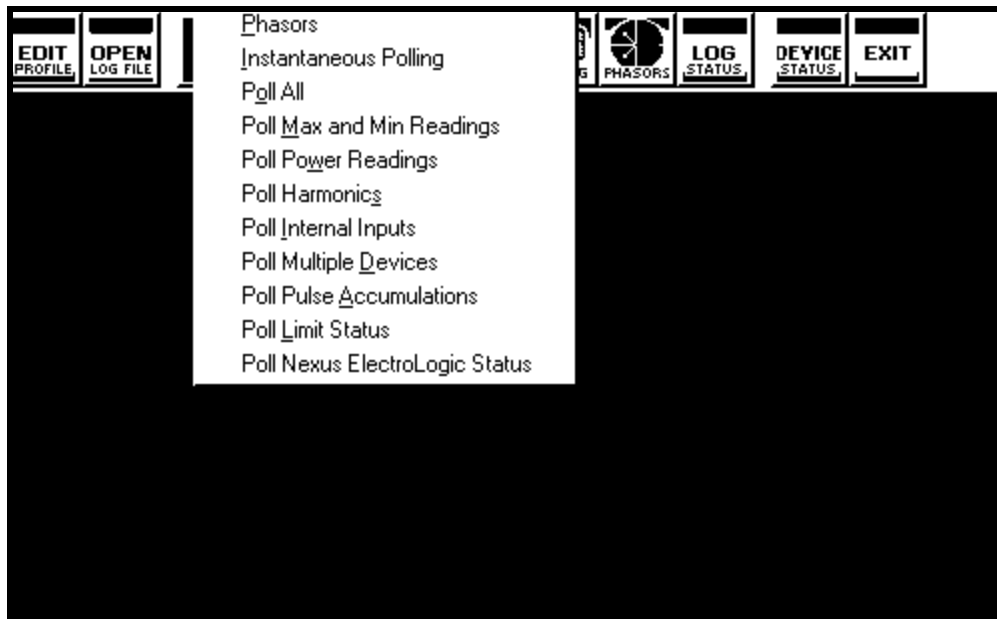 Phasors
Instantaneous Polling
Poll All
Poll Max and Min Readings
Poll Power Readings
Poll Harmonics
Poll Internal Inputs
Poll Multiple Devices
Poll Pulse Accumulations
Poll Limit Status
Poll Nexus ElectroLogic Status
EDIT
PROFILE
OPEN
LOG FILE
G
PHASORS
LOG
STATUS
DEVICE
STATUS
EXIT